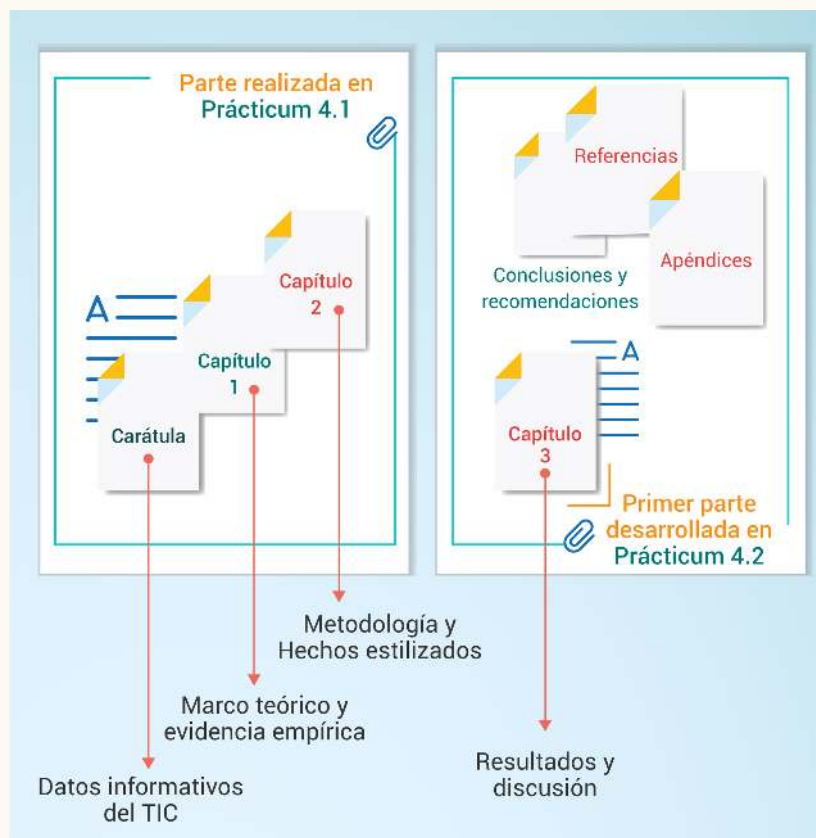 Parte realizada en
Prácticum 4.1
Capítulo
2
A
Capítulo
1
Carátula
Metodología y
Hechos estilizados
Marco teórico y
evidencia empírica
Datos informativos
del TIC
Referencias
Apéndices
Conclusiones y
recomendaciones
A
Capítulo
3
Primer parte
desarrollada en
Prácticum 4.2
Resultados y
discusión